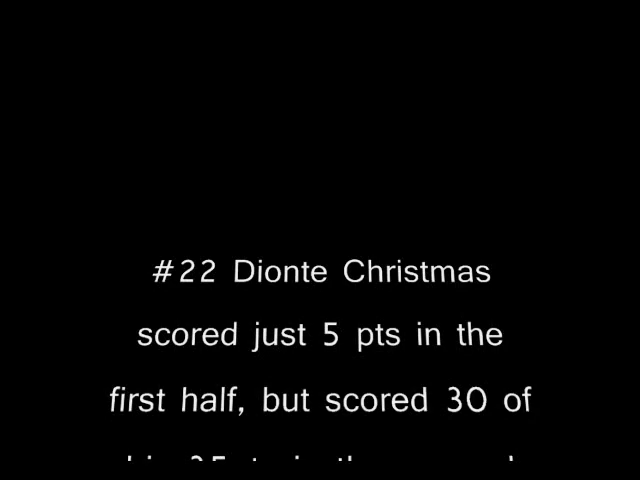 #22 Dionte Christmas
scored just 5 pts in the
first half, but scored 30 of